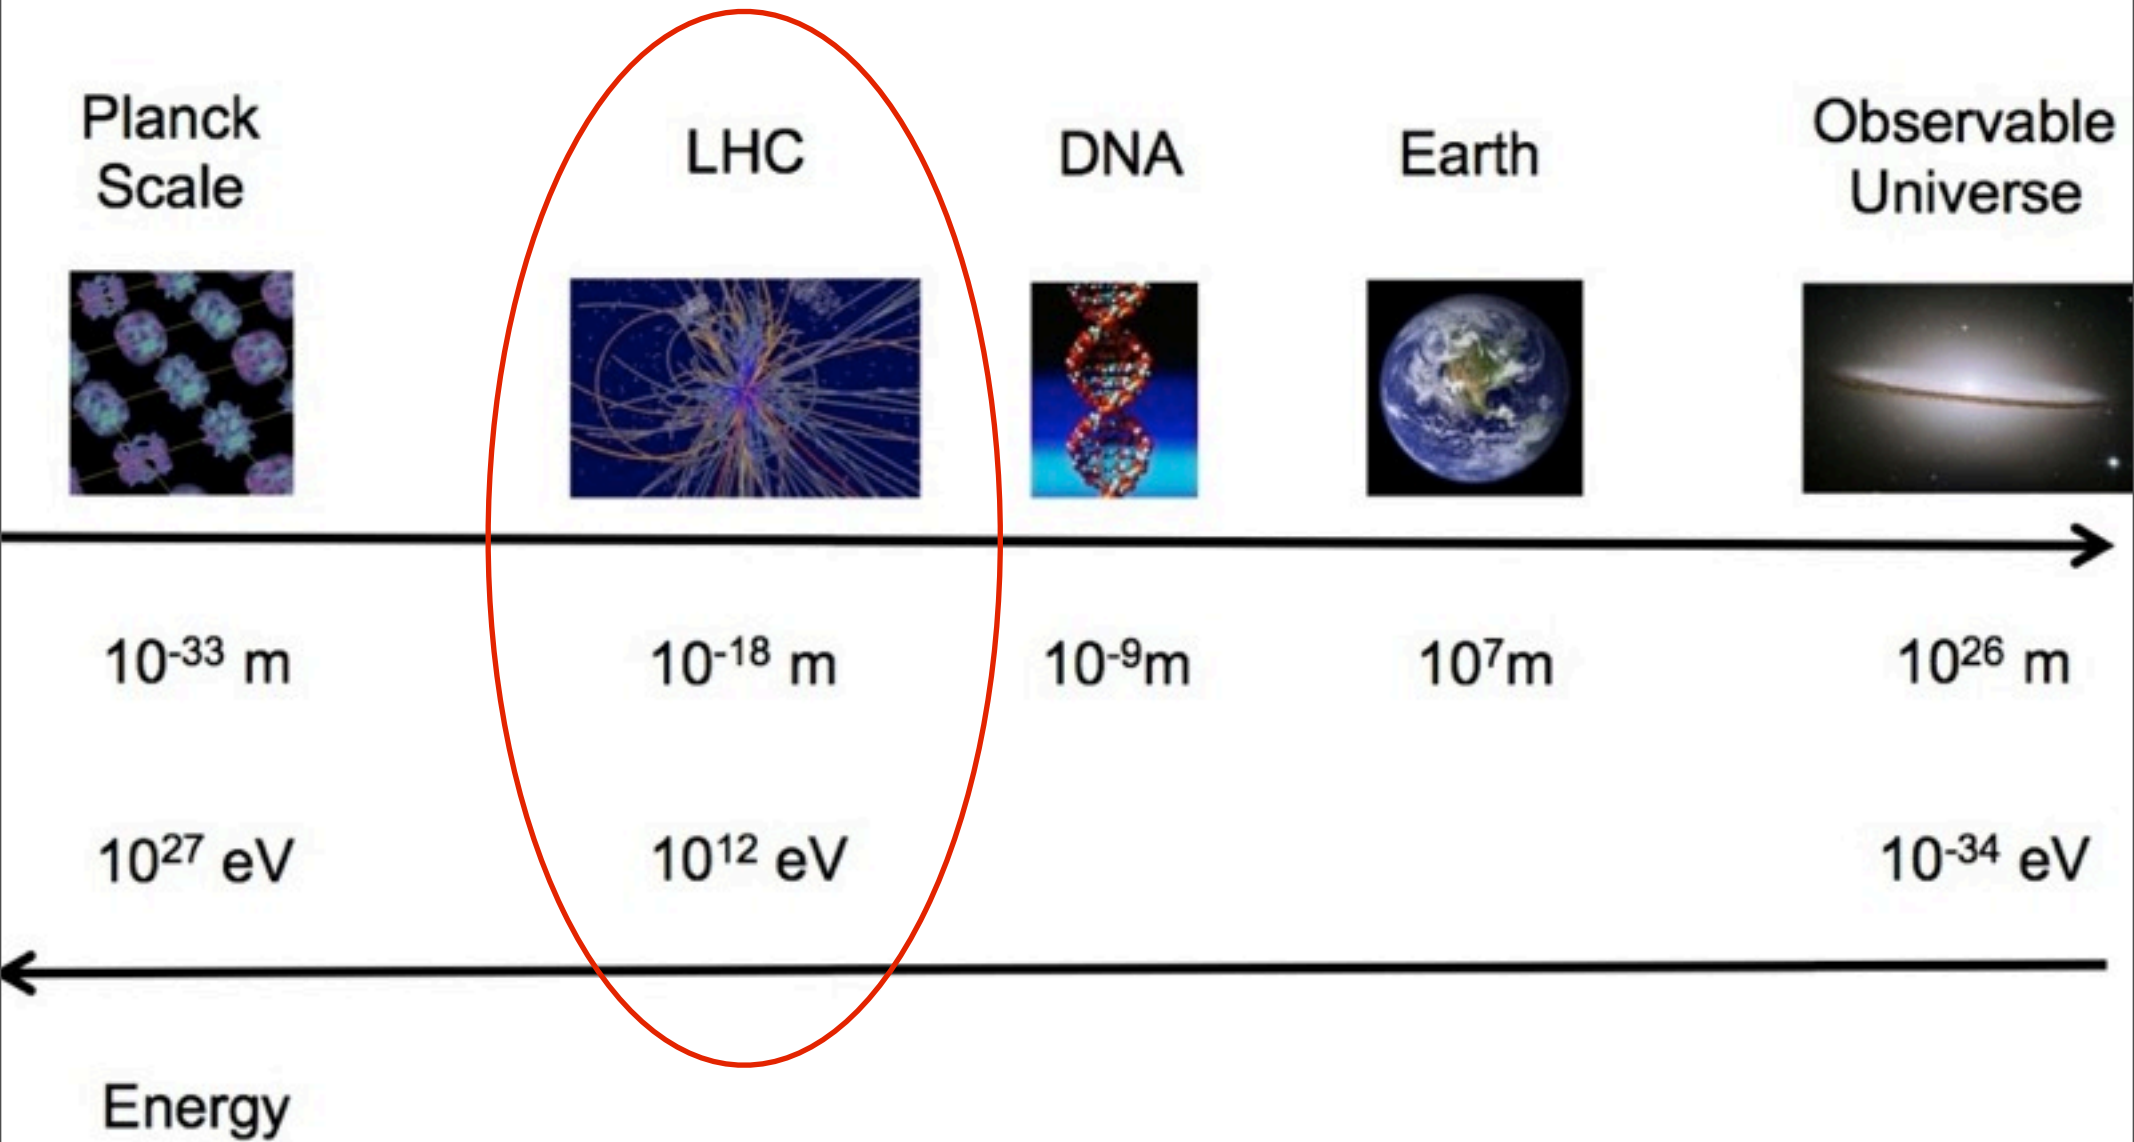 Planck
Scale
LHC
DNA
Earth
Observable
Universe
10⁻³³ m
10⁻¹⁸ m
10⁻⁹m
10⁷m
10²⁶ m
10²⁷ eV
10¹² eV
10⁻³⁴ eV
Energy